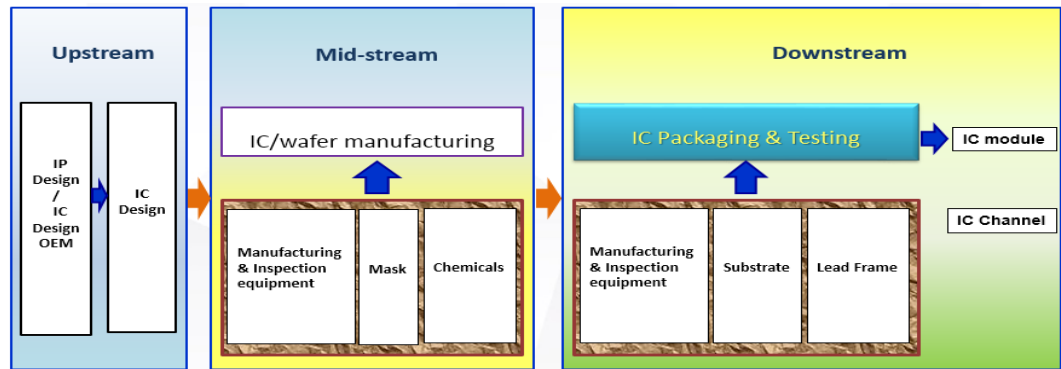 Upstream
IP
Design
/
IC
Design
OEM
IC
Design
Mid-stream
IC/wafer manufacturing
Manufacturing
& Inspection
equipment
Mask
Chemicals
Downstream
IC Packaging & Testing
IC module
IC Channel
Manufacturing
& Inspection
equipment
Substrate
Lead Frame